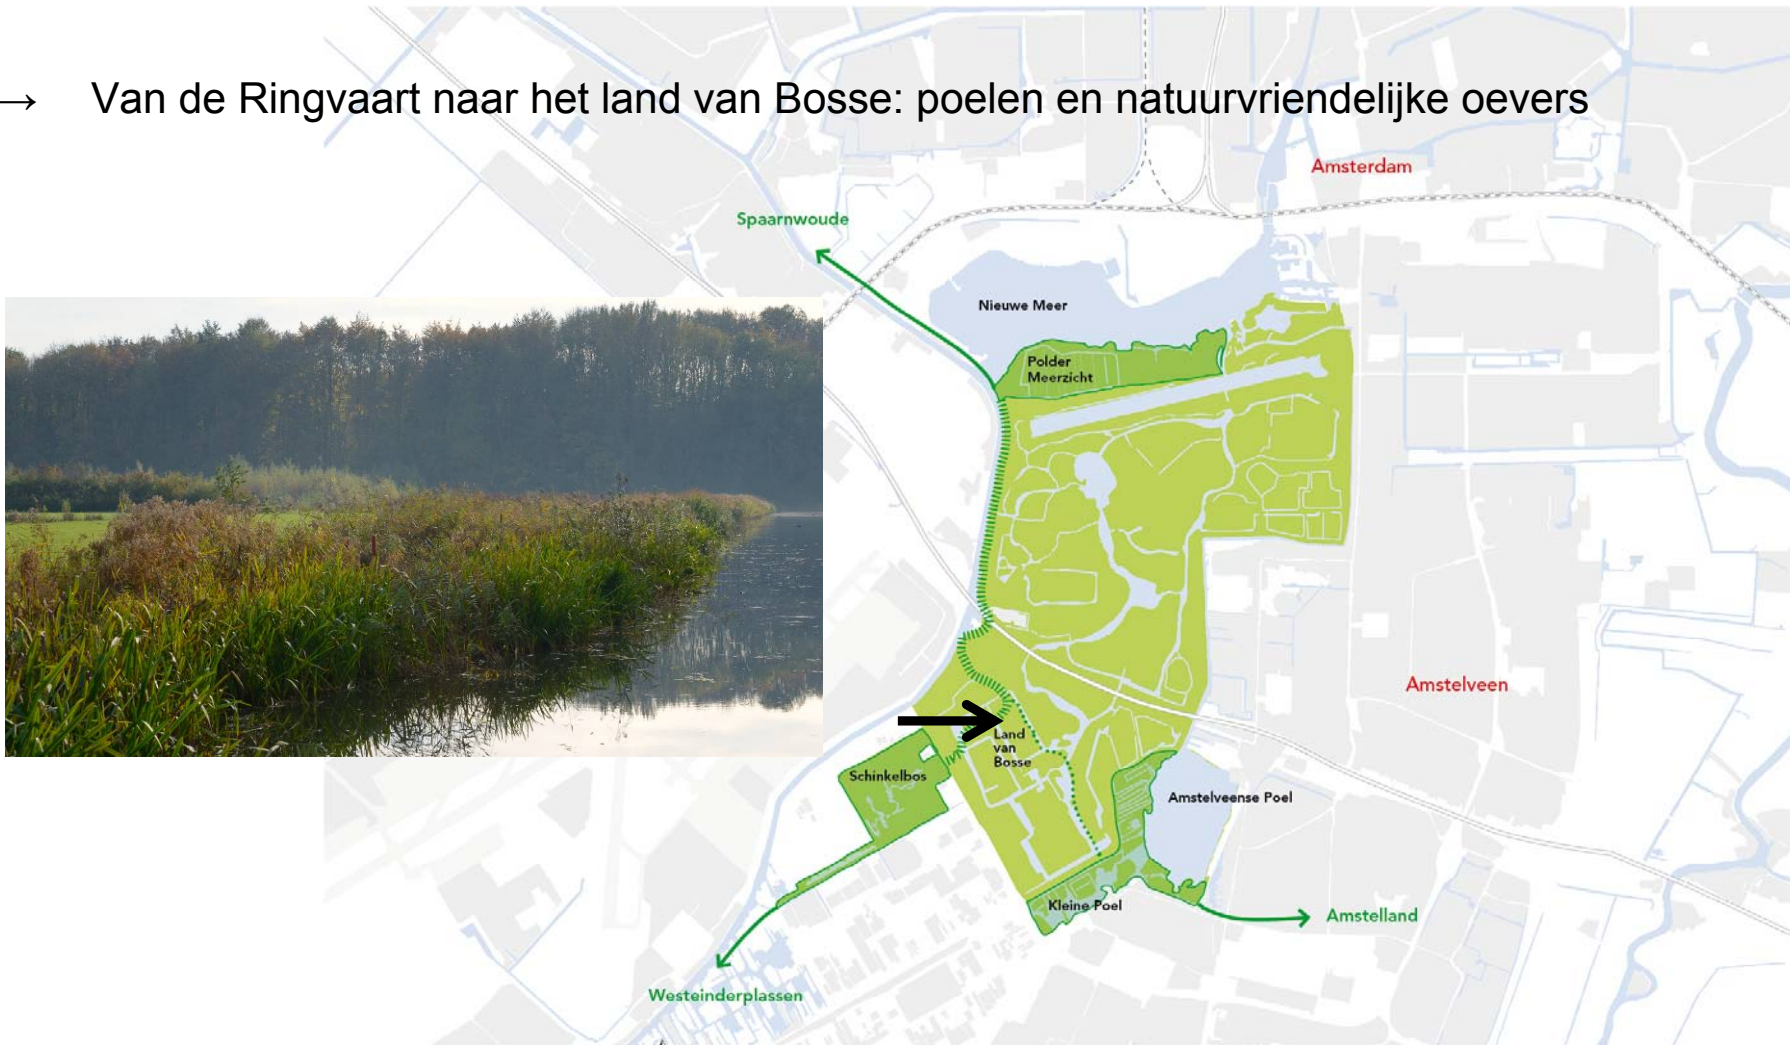 → Van de Ringvaart naar het land van Bosse: poelen en natuurvriendelijke oevers
Amsterdam
Spaarnwoude
Nieuwe Meer
Polder
Meerzicht
Amstelveen
Land
van
Bosse
Schinkelbos
Amstelveense Poel
Kleine Poel
Amstelland
Westeinderplassen